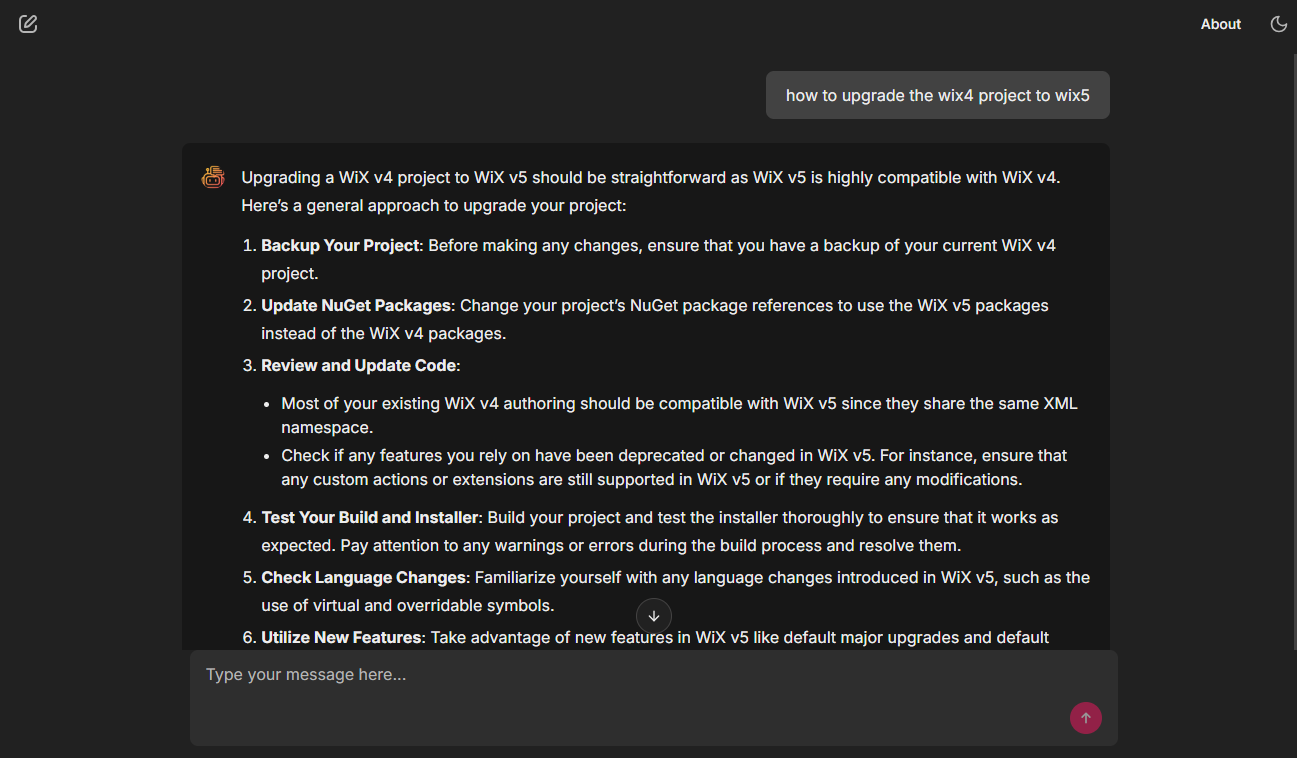 About
how to upgrade the wix4 project to wix5
Upgrading a WiX v4 project to WiX v5 should be straightforward as WiX v5 is highly compatible with WiX v4.
Here’s a general approach to upgrade your project:
1. Backup Your Project: Before making any changes, ensure that you have a backup of your current WiX v4
project.
2. Update NuGet Packages: Change your project’s NuGet package references to use the WiX v5 packages
instead of the WiX v4 packages.
3. Review and Update Code:
• Most of your existing WiX v4 authoring should be compatible with WiX v5 since they share the same XML
namespace.
• Check if any features you rely on have been deprecated or changed in WiX v5. For instance, ensure that
any custom actions or extensions are still supported in WiX v5 or if they require any modifications.
4. Test Your Build and Installer: Build your project and test the installer thoroughly to ensure that it works as
expected. Pay attention to any warnings or errors during the build process and resolve them.
5. Check Language Changes: Familiarize yourself with any language changes introduced in WiX v5, such as the
use of virtual and overridable symbols.
6. Utilize New Features: Take advantage of new features in WiX v5 like default major upgrades and default
Type your message here...